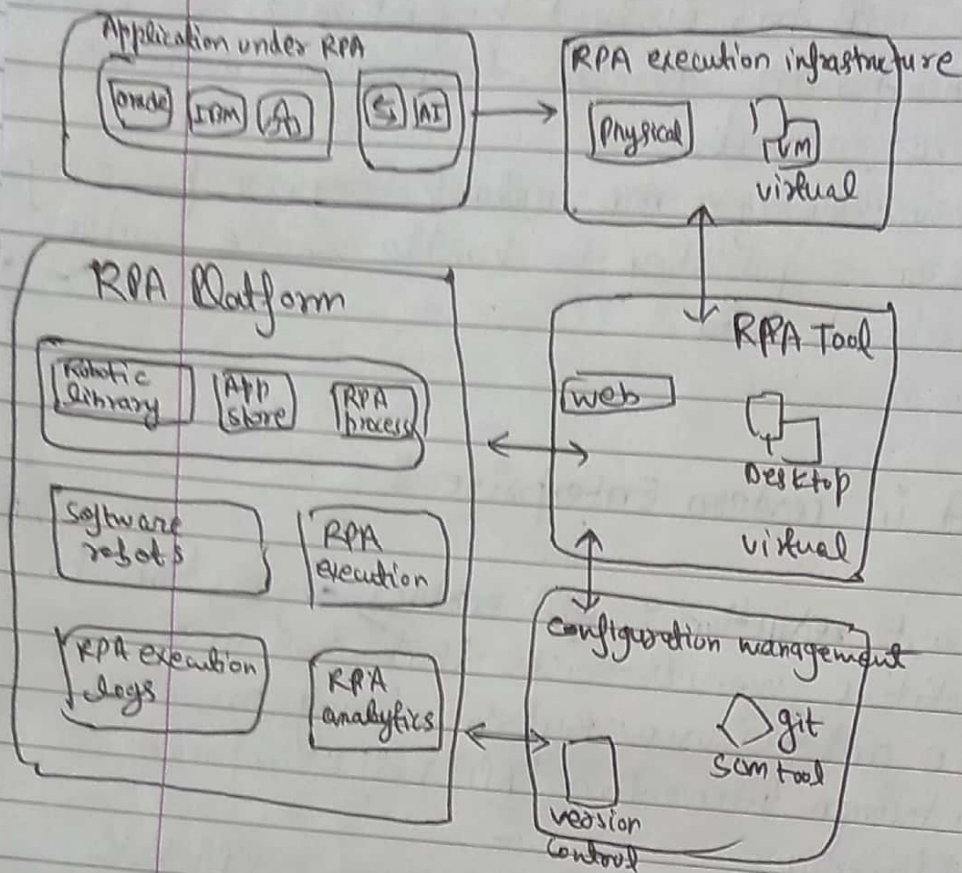 Application under RPA
Oracle
IBM
AI
RPA execution infrastructure
Physical
VM
virtual
RPA Platform
Robotic
library
App
store
RPA
process
RPA Tool
web
Desktop
virtual
Software
robots
RPA
execution
RPA execution
logs
RPA
analytics
Configuration management
git
SCM tool
version
control